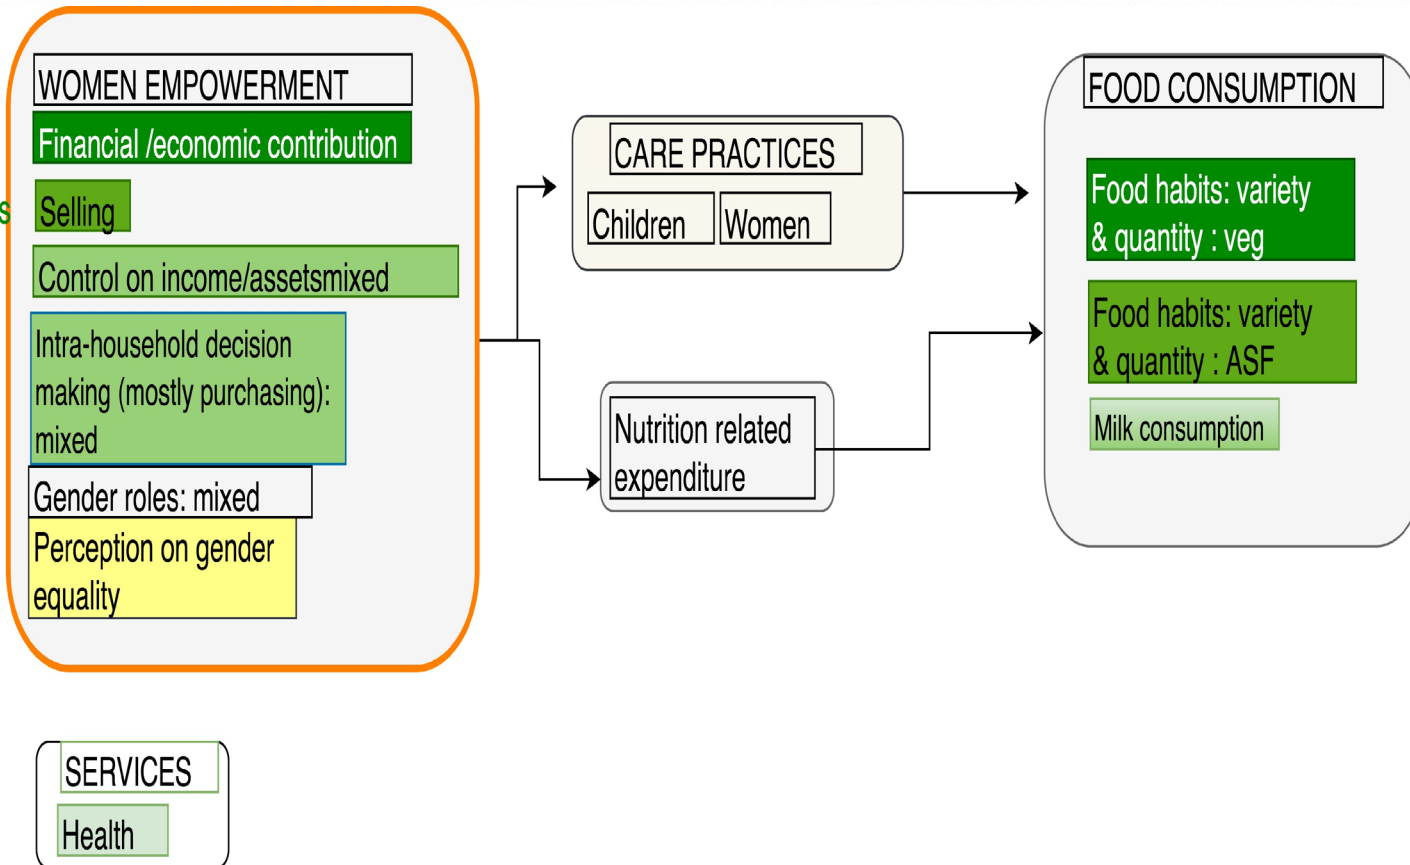 WOMEN EMPOWERMENT
Financial /economic contribution
s
Selling
Control on income/assetsmixed
Intra-household decision
making (mostly purchasing):
mixed
Gender roles: mixed
Perception on gender
equality
SERVICES
Health
CARE PRACTICES
Children
Women
Nutrition related
expenditure
FOOD CONSUMPTION
Food habits: variety
& quantity : veg
Food habits: variety
& quantity : ASF
Milk consumption